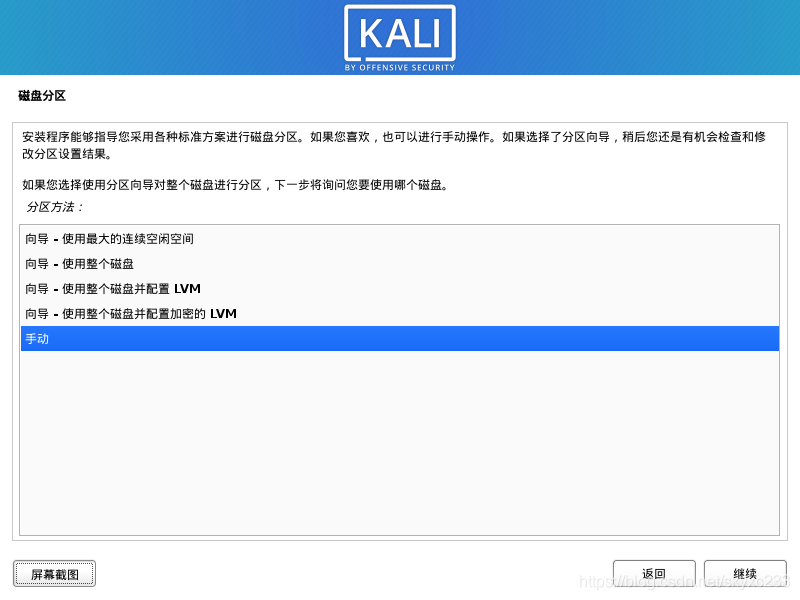 KALI
BY OFFENSIVE SECURITY
磁盘分区
安装程序能够指导您采用各种标准方案进行磁盘分区。如果您喜欢，也可以进行手动操作。如果选择了分区向导，稍后您还是有机会检查和修
改分区设置结果。
如果您选择使用分区向导对整个磁盘进行分区，下一步将询问您要使用哪个磁盘。
分区方法：
向导 - 使用最大的连续空闲空间
向导 - 使用整个磁盘
向导 - 使用整个磁盘并配置 LVM
向导 - 使用整个磁盘并配置加密的 LVM
手动
屏幕截图
返回
继续